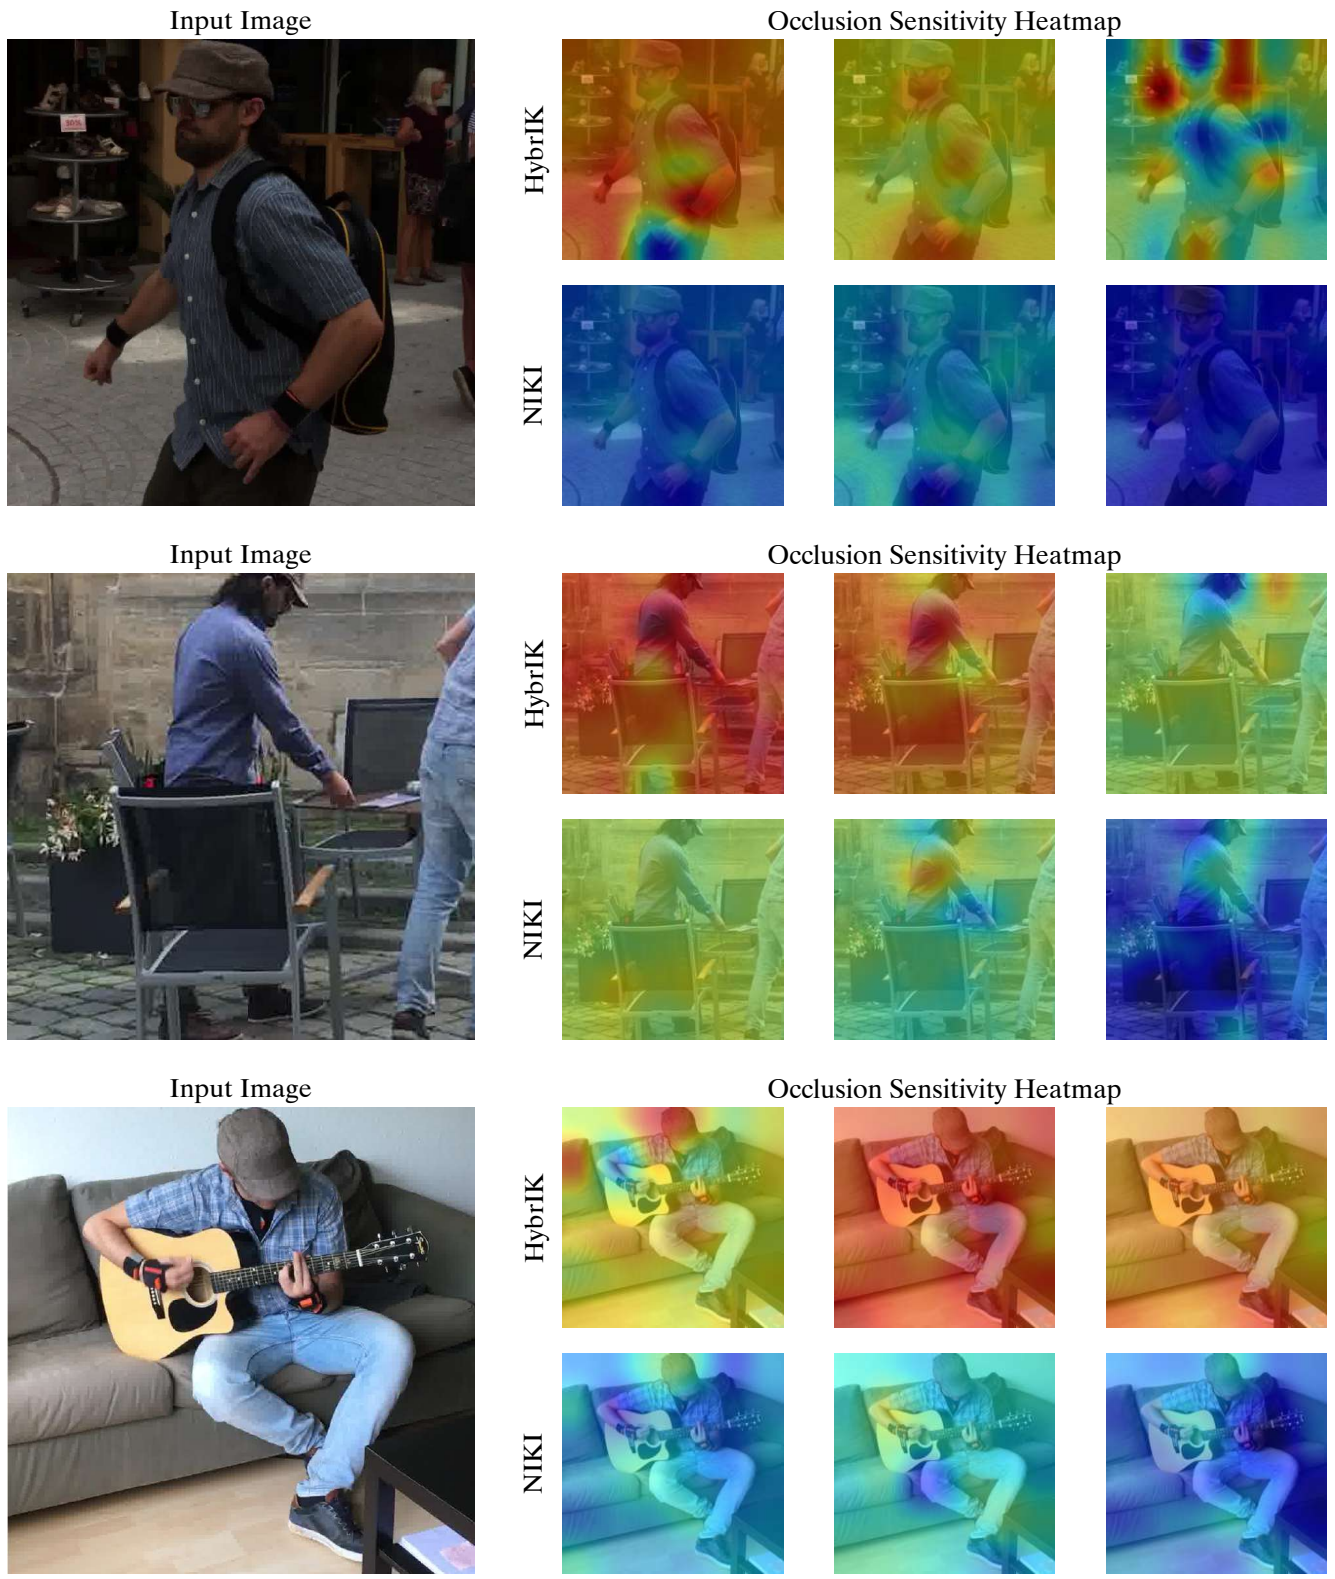 Input Image
Occlusion Sensitivity Heatmap
HybrIK
30%
NIKI
Input Image
Occlusion Sensitivity Heatmap
HybrIK
NIKI
Input Image
Occlusion Sensitivity Heatmap
HybrIK
NIKI